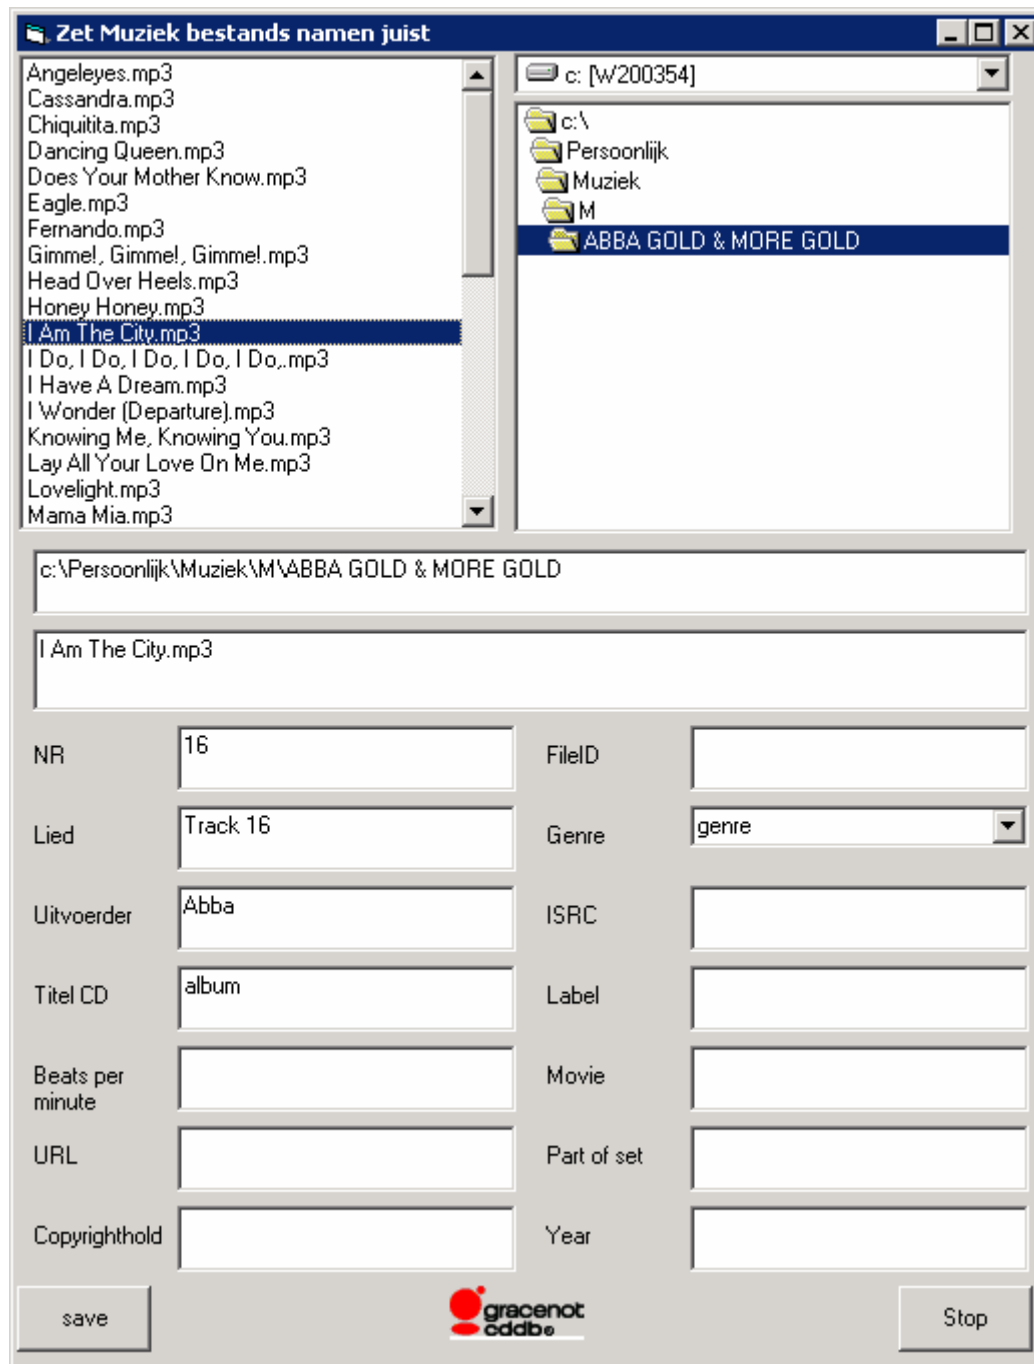 Zet Muziek bestands namen juist
Angeleyes.mp3
Cassandra.mp3
Chiquitita.mp3
Dancing Queen.mp3
Does Your Mother Know.mp3
Eagle.mp3
Fernando.mp3
Gimme!, Gimme!, Gimme!.mp3
Head Over Heels.mp3
Honey Honey.mp3
I Am The City.mp3
I Do, I Do, I Do, I Do, I Do,.mp3
I Have A Dream.mp3
I Wonder (Departure).mp3
Knowing Me, Knowing You.mp3
Lay All Your Love On Me.mp3
Lovelight.mp3
Mama Mia.mp3
c: [W200354]
c:\
Persoonlijk
Muziek
M
ABBA GOLD & MORE GOLD
c:\Persoonlijk\Muziek\M\ABBA GOLD & MORE GOLD
I Am The City.mp3
NR 16 FileID
Lied Track 16 Genre genre
Uitvoerder Abba ISRC
Titel CD album Label
Beats per minute Movie
URL Part of set
Copyrighthold Year
save
gracenot
cddb®
Stop